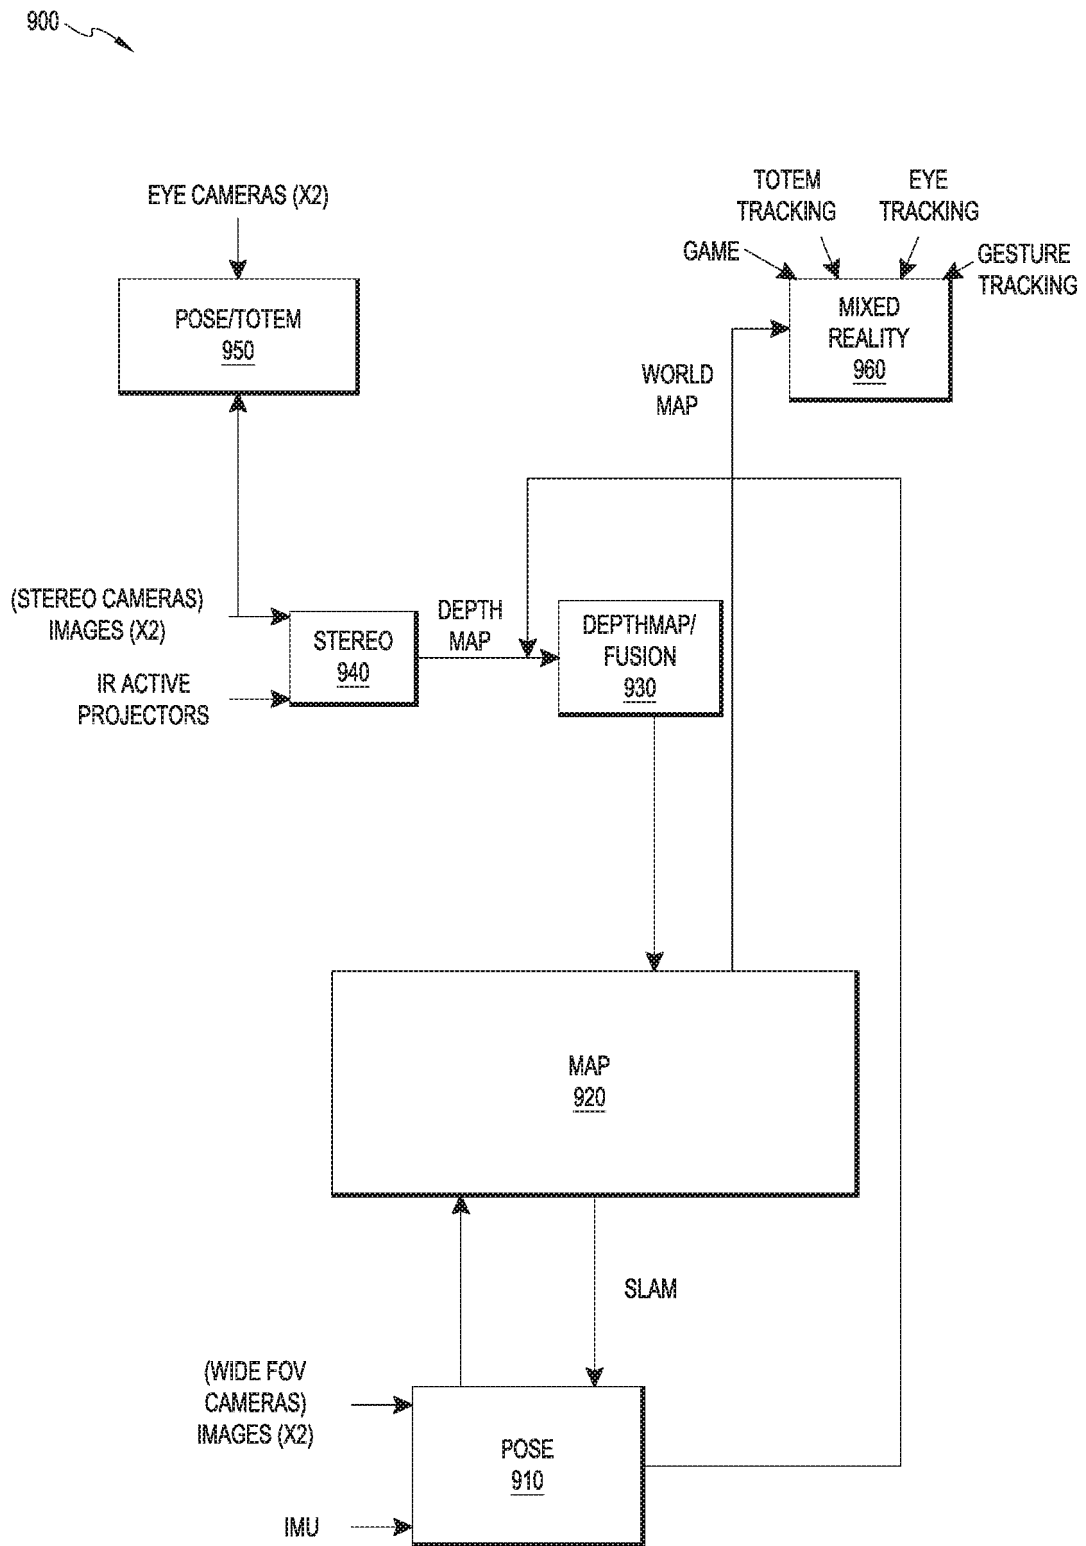 900
EYE CAMERAS (X2)
POSE/TOTEM
950
TOTEM
TRACKING
EYE
TRACKING
GAME
GESTURE
TRACKING
MIXED
REALITY
960
WORLD
MAP
(STEREO CAMERAS)
IMAGES (X2)
IR ACTIVE
PROJECTORS
STEREO
940
DEPTH
MAP
DEPTHMAP/
FUSION
930
MAP
920
SLAM
(WIDE FOV
CAMERAS)
IMAGES (X2)
IMU
POSE
910